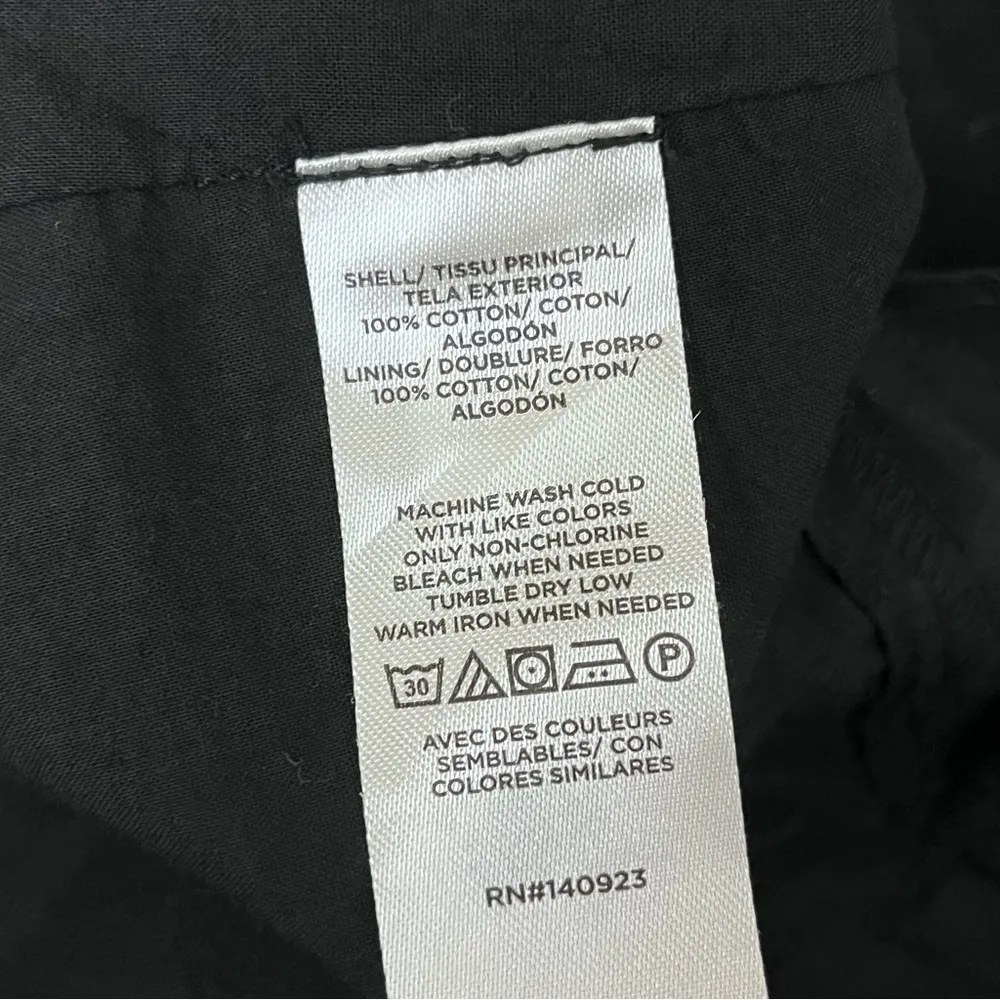 SHELL/ TISSU PRINCIPAL/
TELA EXTERIOR
100% COTTON/ COTON/
ALGODÓN
LINING/ DOUBLURE/ FORRO
100% COTTON/ COTON/
ALGODÓN
MACHINE WASH COLD
WITH LIKE COLORS
ONLY NON-CHLORINE
BLEACH WHEN NEEDED
TUMBLE DRY LOW
WARM IRON WHEN NEEDED
30 P
AVEC DES COULEURS
SEMBLABLES/ CON
COLORES SIMILARES
RN#140923